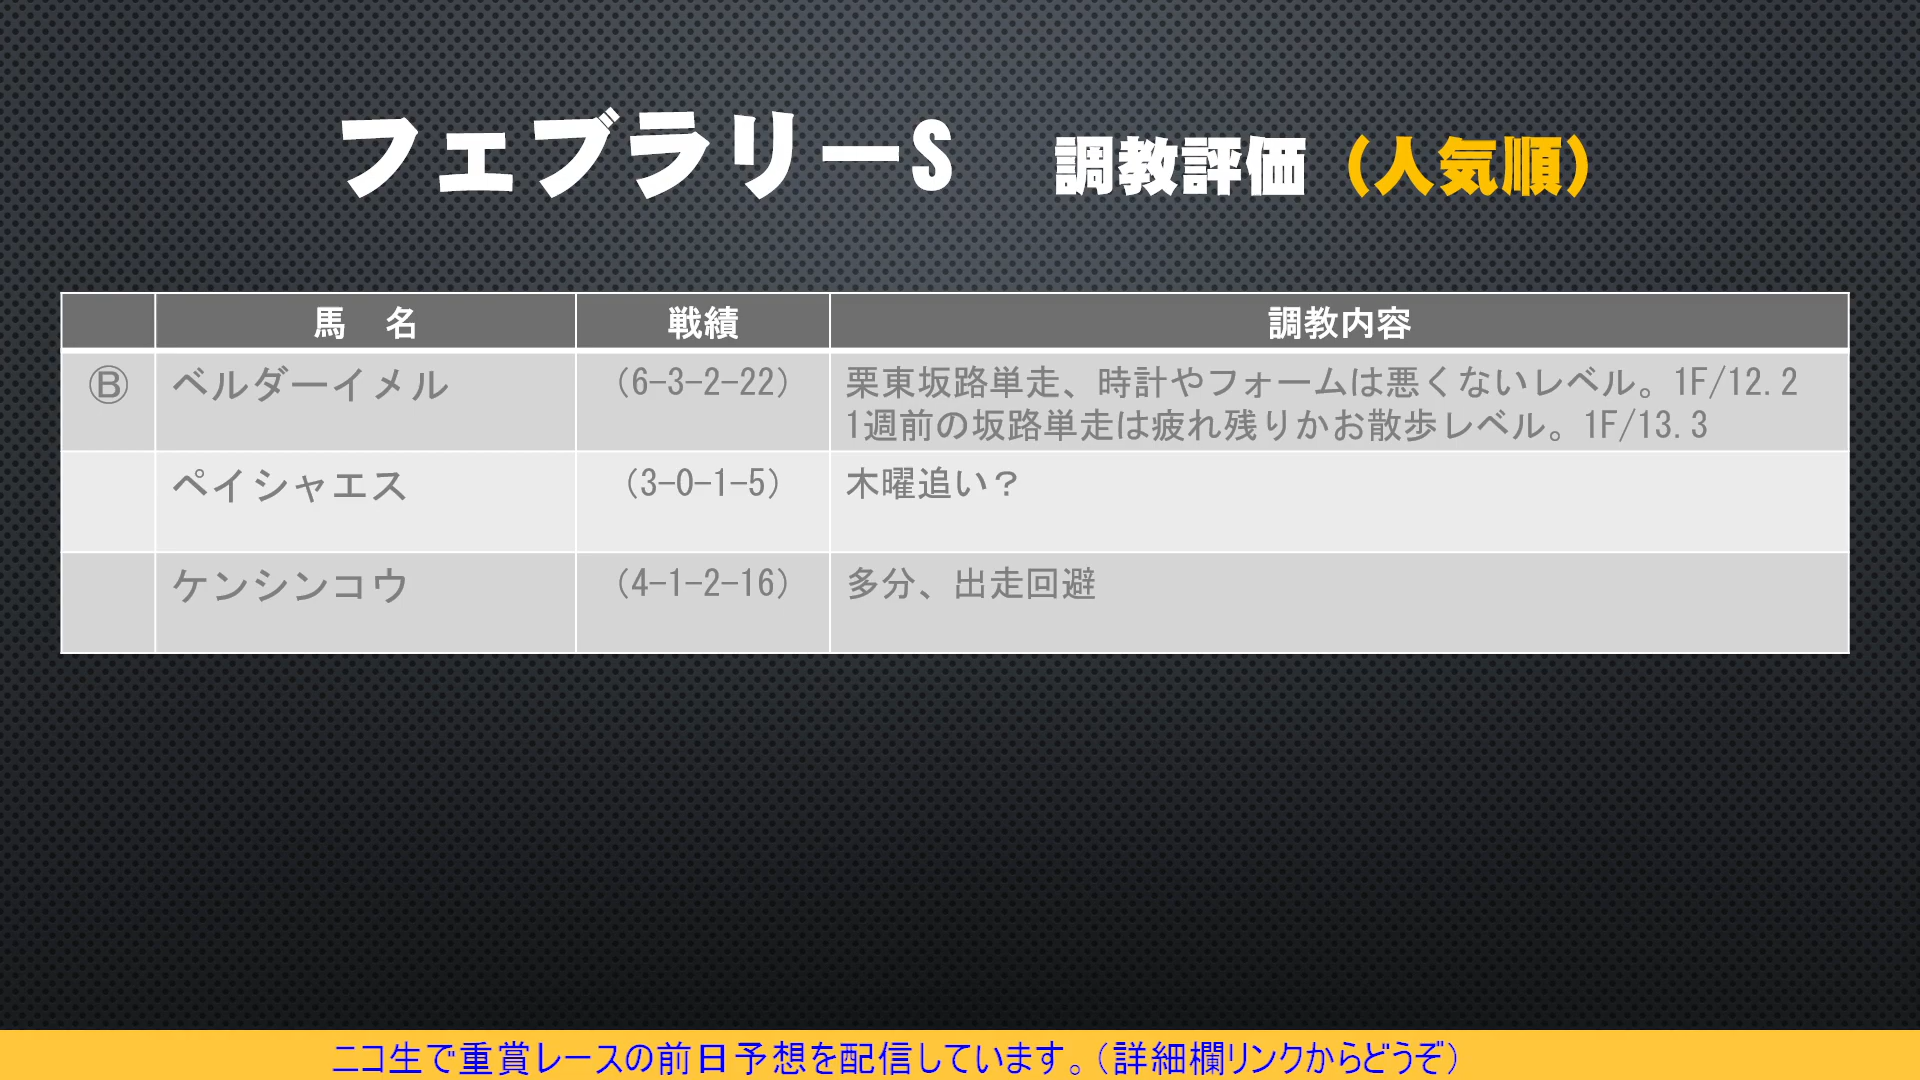 フェブラリーS 調教評価（人気順）
馬 名 戦績 調教内容
Ⓑ ベルダーイメル （6-3-2-22） 栗東坂路単走、時計やフォームは悪くないレベル。1F/12.2
1週前の坂路単走は疲れ残りかお散歩レベル。1F/13.3
ペイシャエス （3-0-1-5） 木曜追い？
ケンシンコウ （4-1-2-16） 多分、出走回避
ニコ生で重賞レースの前日予想を配信しています。（詳細欄リンクからどうぞ）